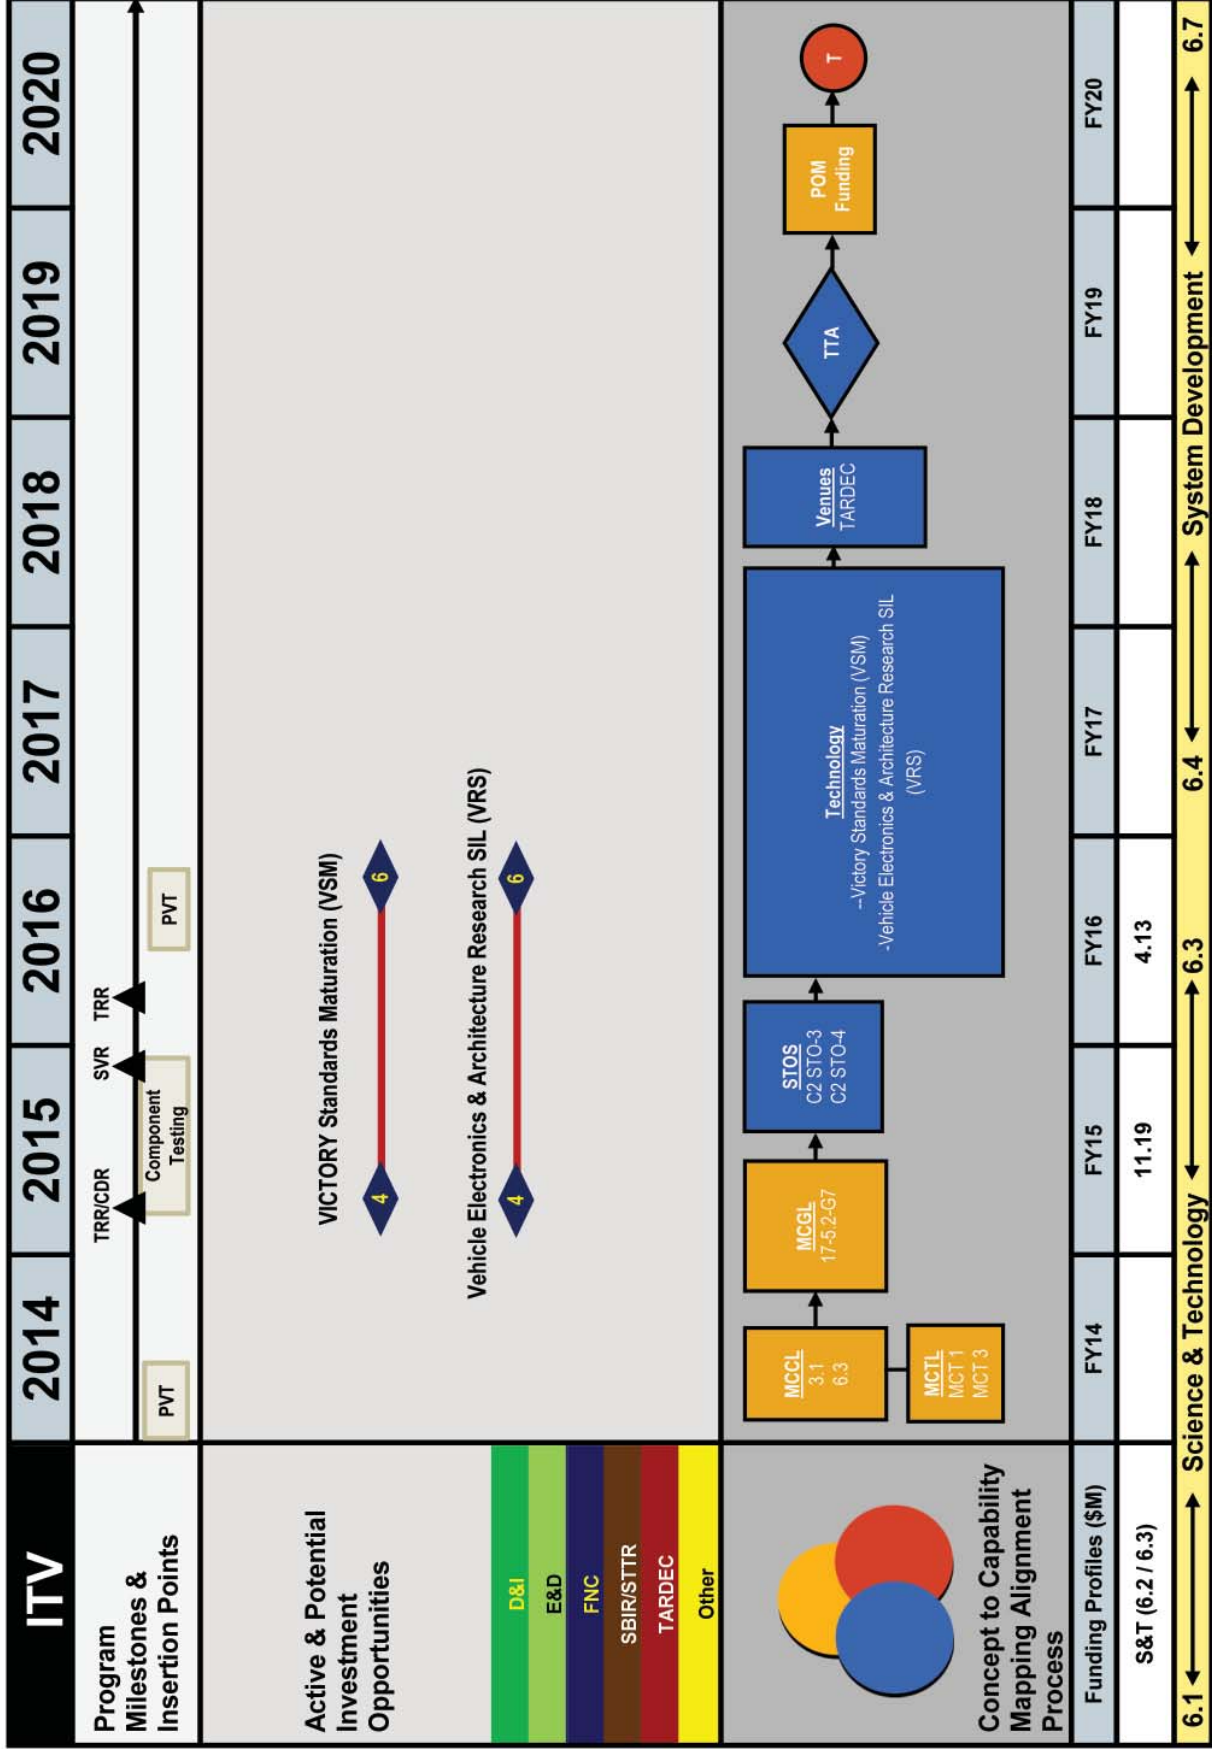 ITV
2014
2015
2016
2017
2018
2019
2020
Program
Milestones &
Insertion Points
TRR/CDR
SVR
TRR
PVT
Component
Testing
PVT
Active & Potential
Investment
Opportunities
D&I
E&D
FNC
SBIR/STTR
TARDEC
Other
VICTORY Standards Maturation (VSM)
4
6
Vehicle Electronics & Architecture Research SIL (VRS)
4
6
Concept to Capability
Mapping Alignment
Process
MCCL
3.1
6.3
MCTL
MCT 1
MCT 3
MCGL
17-5.2-G7
STOS
C2 STO-3
C2 STO-4
Technology
--Victory Standards Maturation (VSM)
-Vehicle Electronics & Architecture Research SIL
(VRS)
Venues
TARDEC
TTA
POM
Funding
T
Funding Profiles ($M)
FY14
FY15
FY16
FY17
FY18
FY19
FY20
S&T (6.2 / 6.3)
11.19
4.13
6.1
Science & Technology
6.3
6.4
System Development
6.7